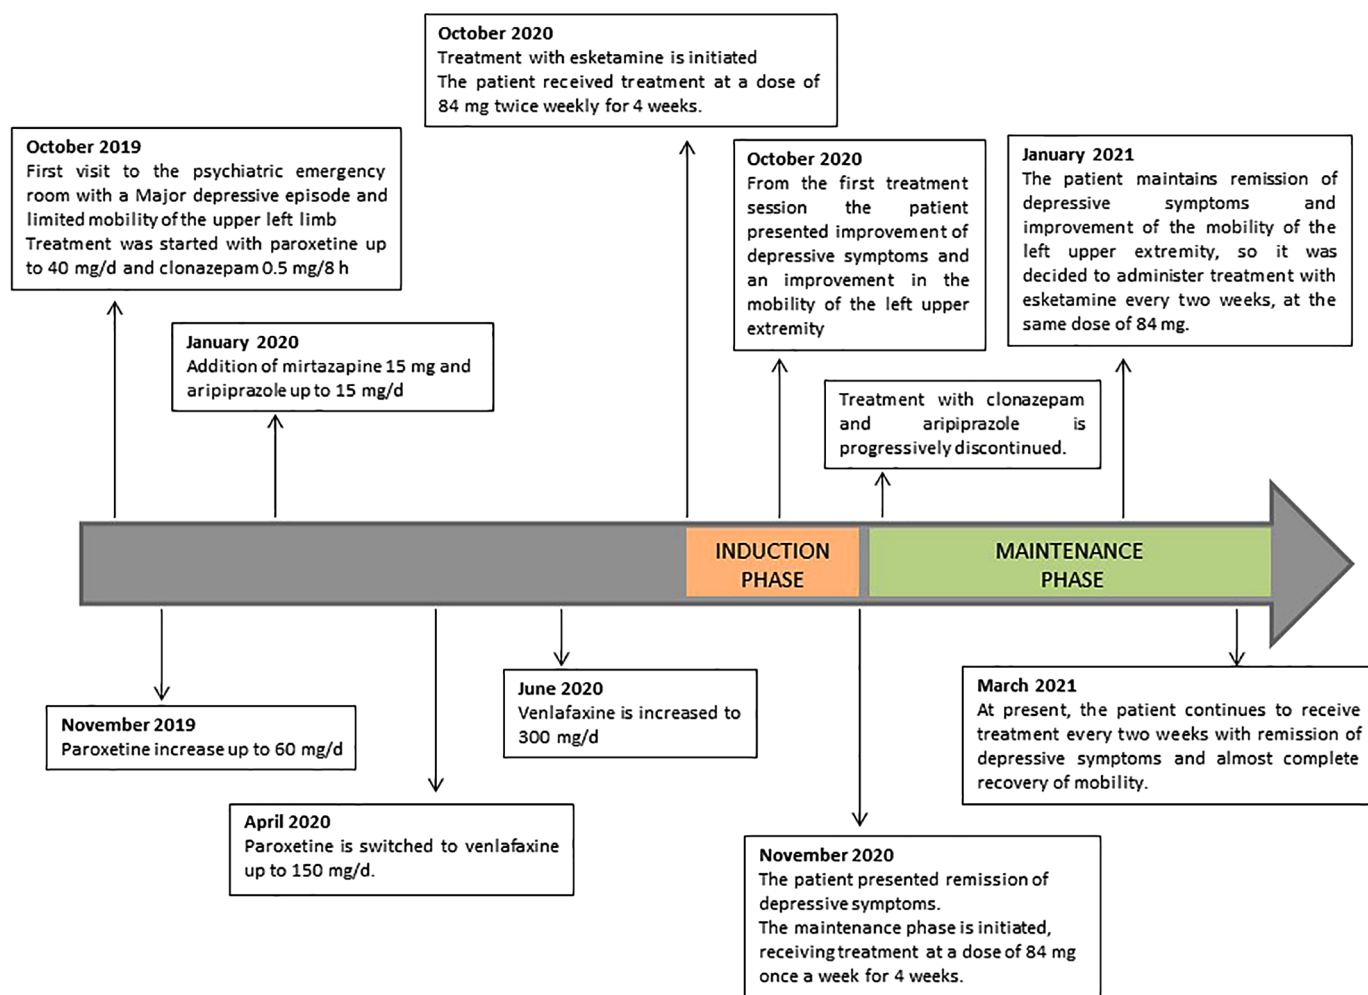 October 2020
Treatment with esketamine is initiated
The patient received treatment at a dose of
84 mg twice weekly for 4 weeks.
October 2019
First visit to the psychiatric emergency
room with a Major depressive episode and
limited mobility of the upper left limb
Treatment was started with paroxetine up
to 40 mg/d and clonazepam 0.5 mg/8 h
October 2020
From the first treatment
session the patient
presented improvement of
depressive symptoms and
an improvement in the
mobility of the left upper
extremity
January 2021
The patient maintains remission of
depressive symptoms and
improvement of the mobility of the
left upper extremity, so it was
decided to administer treatment with
esketamine every two weeks, at the
same dose of 84 mg.
January 2020
Addition of mirtazapine 15 mg and
aripiprazole up to 15 mg/d
Treatment with clonazepam
and aripiprazole is
progressively discontinued.
INDUCTION
PHASE
MAINTENANCE
PHASE
November 2019
Paroxetine increase up to 60 mg/d
April 2020
Paroxetine is switched to venlafaxine
up to 150 mg/d.
June 2020
Venlafaxine is increased to
300 mg/d
November 2020
The patient presented remission of
depressive symptoms.
The maintenance phase is initiated,
receiving treatment at a dose of 84 mg
once a week for 4 weeks.
March 2021
At present, the patient continues to receive
treatment every two weeks with remission of
depressive symptoms and almost complete
recovery of mobility.